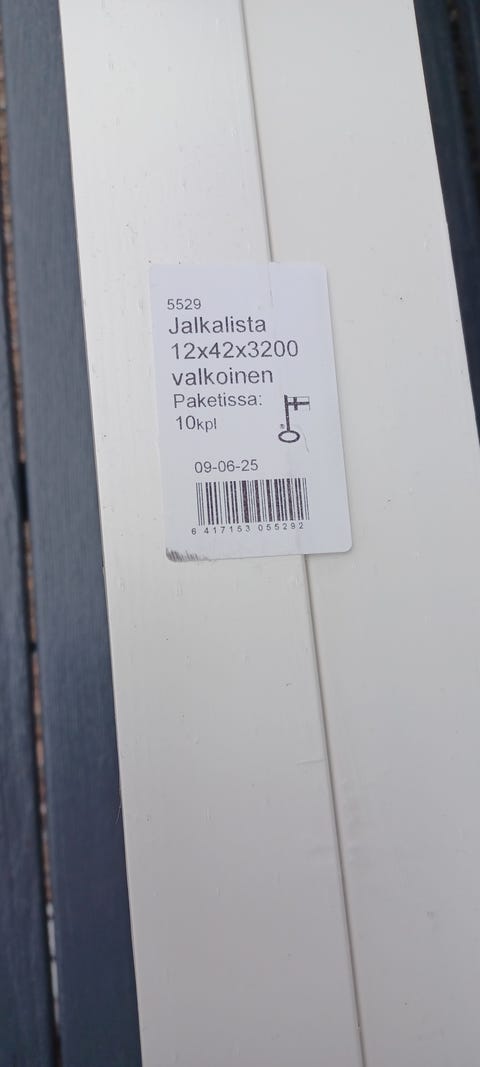 5529
Jalkalista
12x42x3200
valkoinen
Paketissa:
10kpl
09-06-25
6 417153 055292